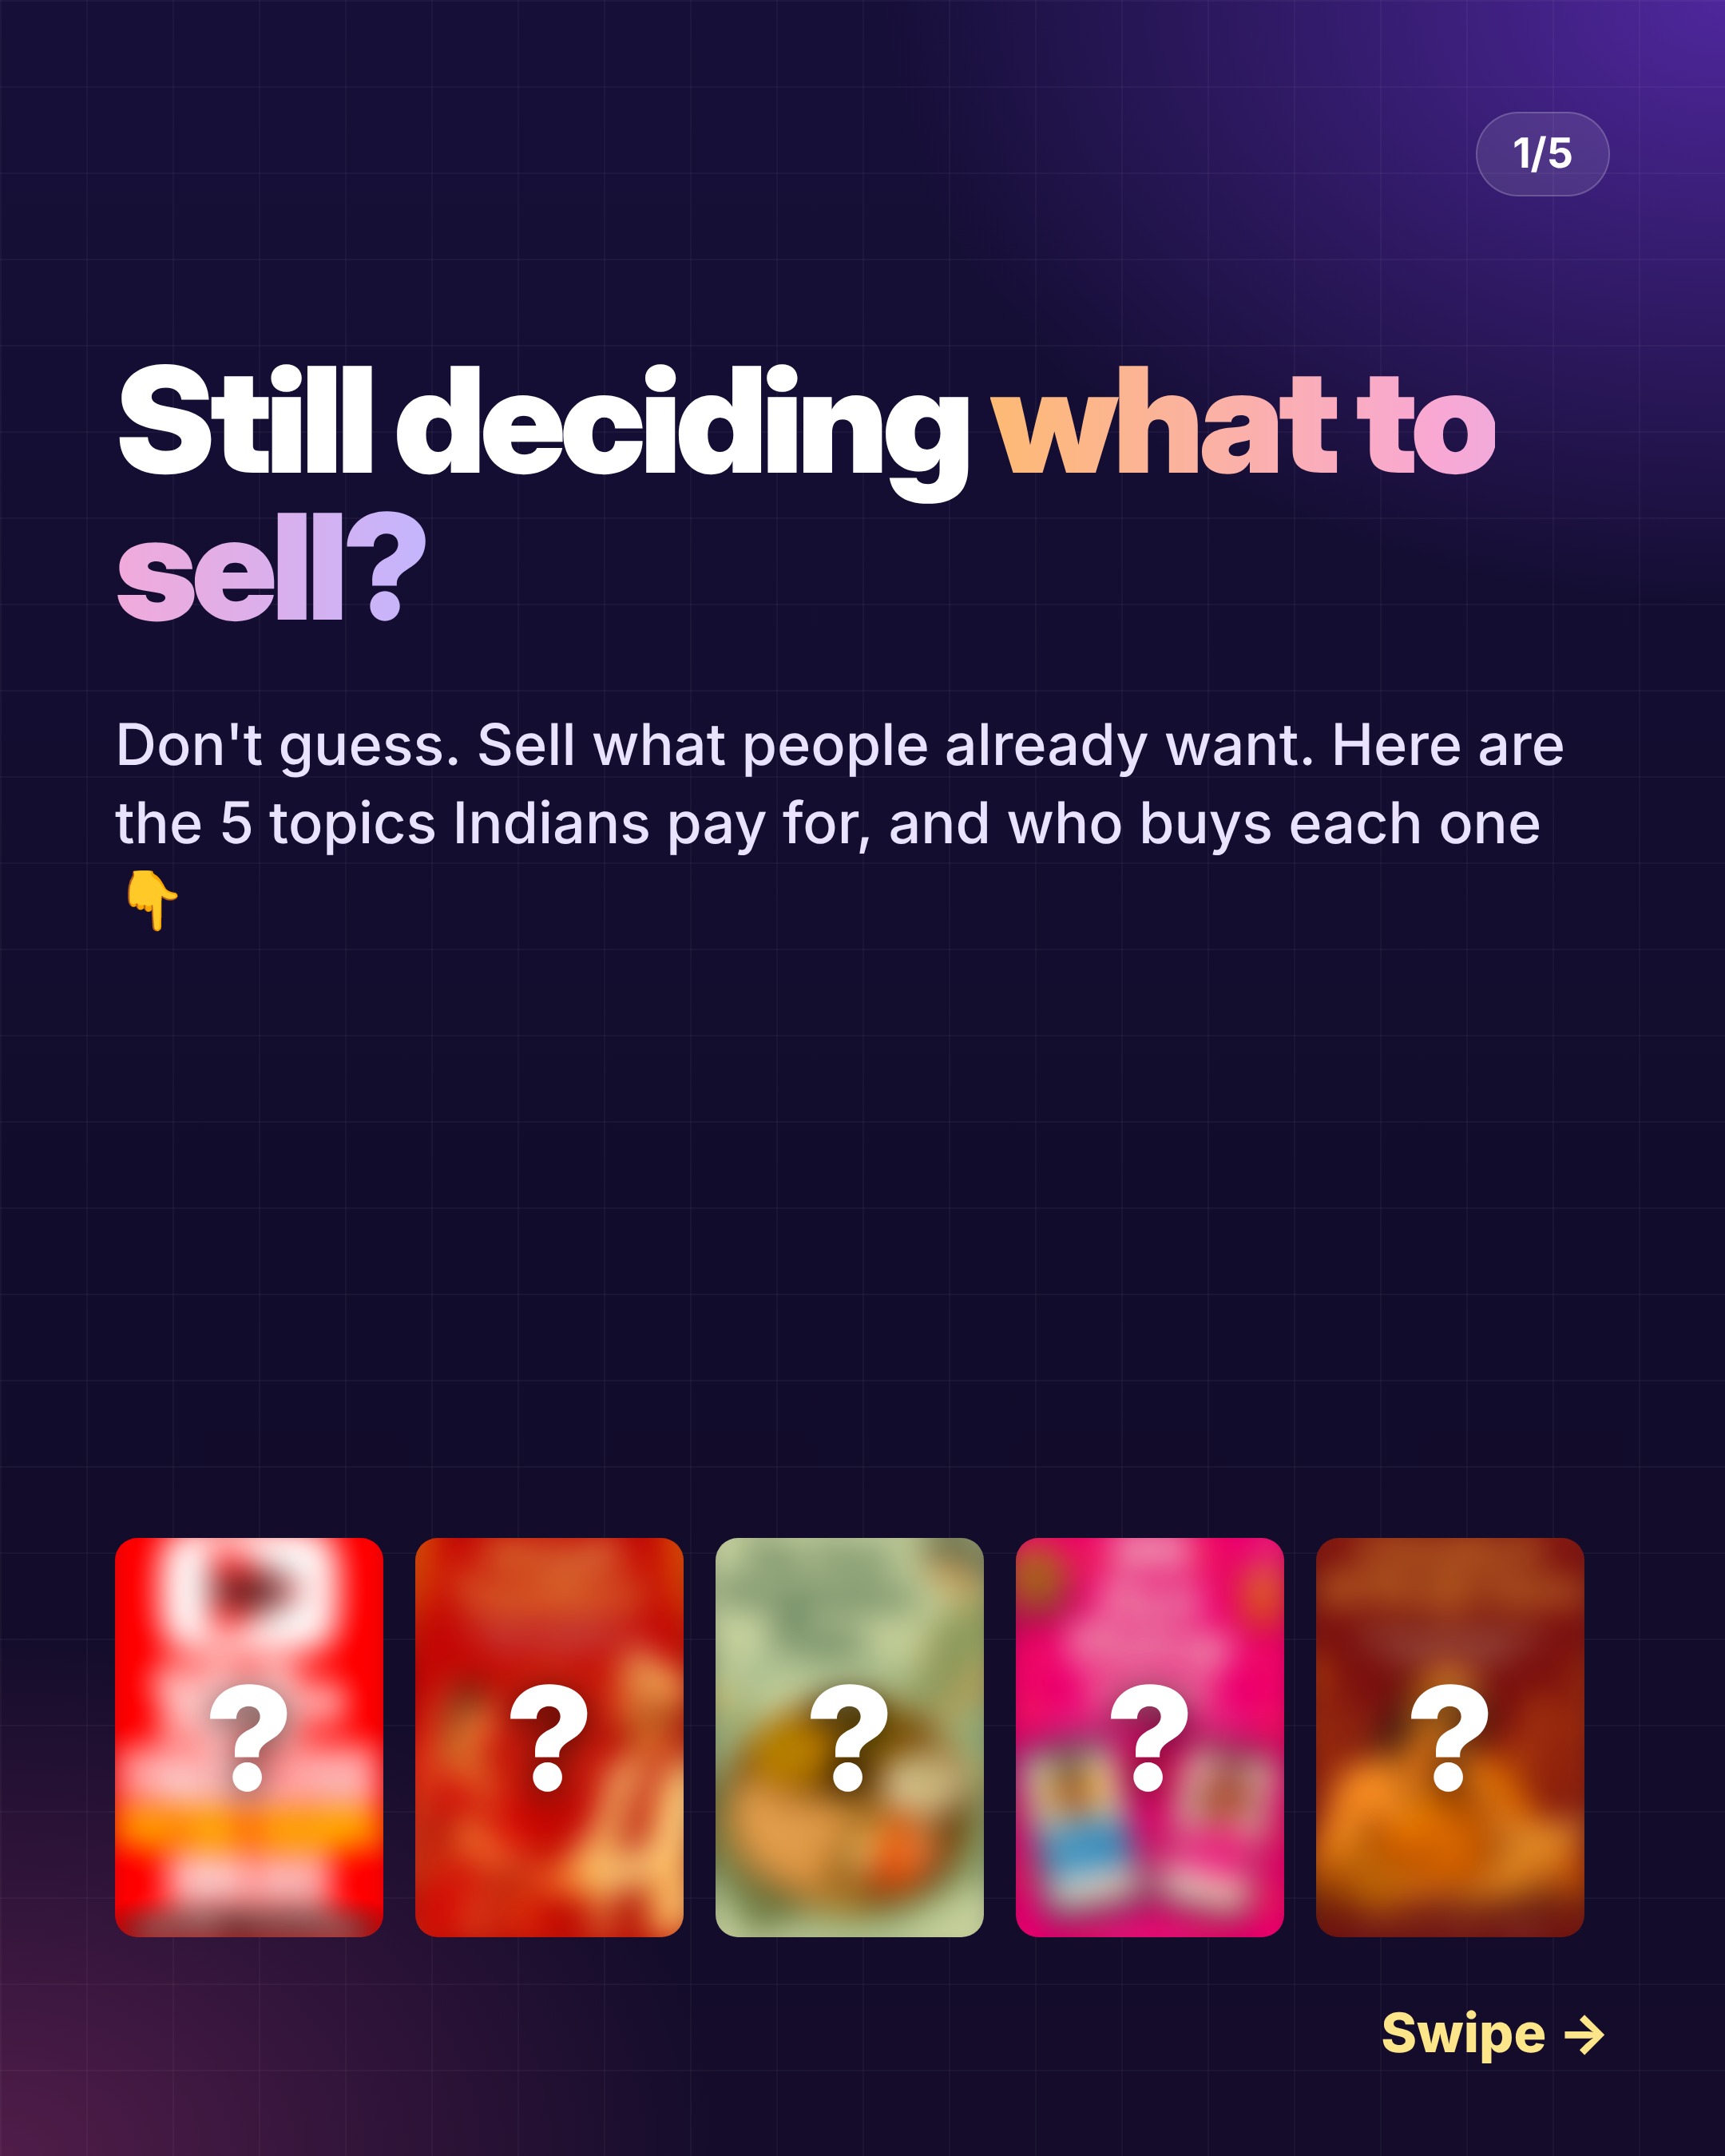 1/5
Still deciding what to
sell?
Don't guess. Sell what people already want. Here are
the 5 topics Indians pay for, and who buys each one
👇
? ? ? ? ?
Swipe →